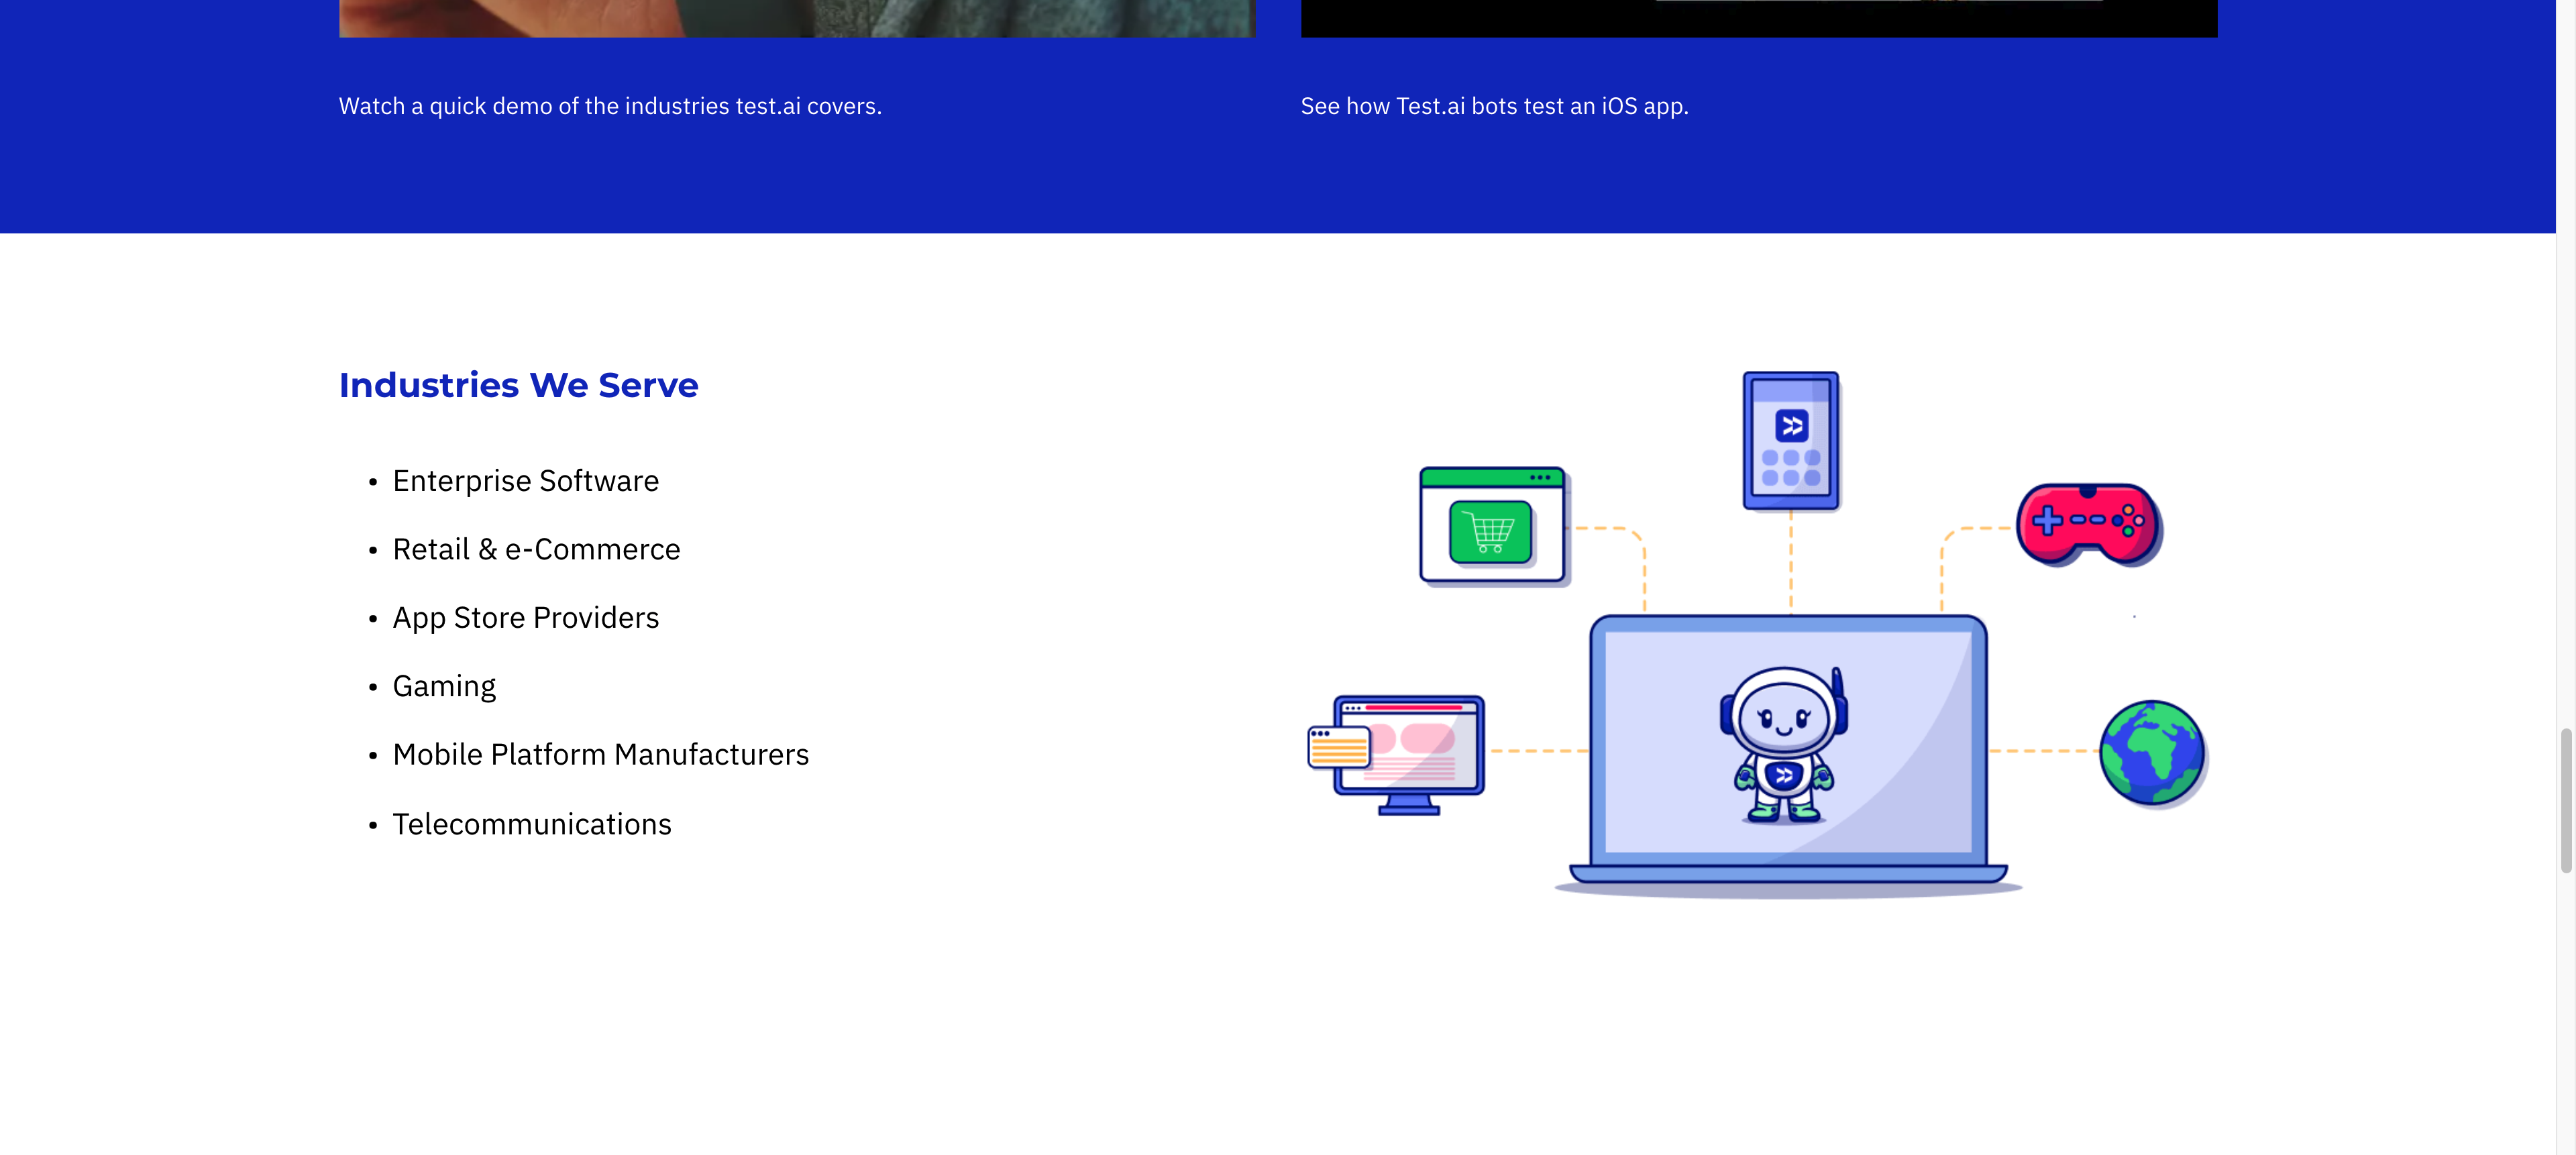 Watch a quick demo of the industries test.ai covers.
See how Test.ai bots test an iOS app.
Industries We Serve
• Enterprise Software
• Retail & e-Commerce
• App Store Providers
• Gaming
• Mobile Platform Manufacturers
• Telecommunications